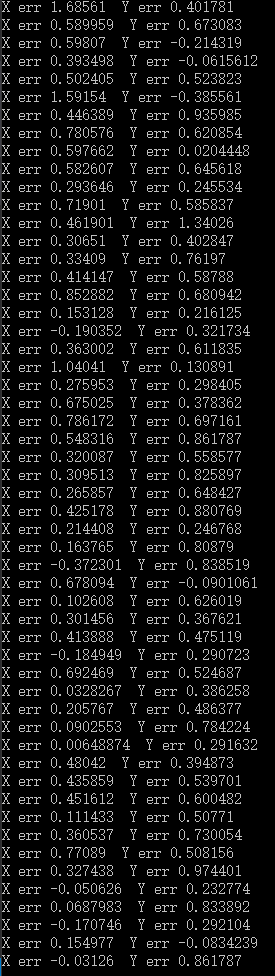 X err 1.68561  Y err 0.401781
X err 0.589959  Y err 0.673083
X err 0.59807  Y err -0.214319
X err 0.393498  Y err -0.0615612
X err 0.502405  Y err 0.523823
X err 1.59154  Y err -0.385561
X err 0.446389  Y err 0.935985
X err 0.780576  Y err 0.620854
X err 0.597662  Y err 0.0204448
X err 0.582607  Y err 0.645618
X err 0.293646  Y err 0.245534
X err 0.71901  Y err 0.585837
X err 0.461901  Y err 1.34026
X err 0.30651  Y err 0.402847
X err 0.33409  Y err 0.76197
X err 0.414147  Y err 0.58788
X err 0.852882  Y err 0.680942
X err 0.153128  Y err 0.216125
X err -0.190352  Y err 0.321734
X err 0.363002  Y err 0.611835
X err 1.04041  Y err 0.130891
X err 0.275953  Y err 0.298405
X err 0.675025  Y err 0.378362
X err 0.786172  Y err 0.697161
X err 0.548316  Y err 0.861787
X err 0.320087  Y err 0.558577
X err 0.309513  Y err 0.825897
X err 0.265857  Y err 0.648427
X err 0.425178  Y err 0.880769
X err 0.214408  Y err 0.246768
X err 0.163765  Y err 0.80879
X err -0.372301  Y err 0.838519
X err 0.678094  Y err -0.0901061
X err 0.102608  Y err 0.626019
X err 0.301456  Y err 0.367621
X err 0.413888  Y err 0.475119
X err -0.184949  Y err 0.290723
X err 0.692469  Y err 0.524687
X err 0.0328267  Y err 0.386258
X err 0.205767  Y err 0.486377
X err 0.0902553  Y err 0.784224
X err 0.00648874  Y err 0.291632
X err 0.48042  Y err 0.394873
X err 0.435859  Y err 0.539701
X err 0.451612  Y err 0.600482
X err 0.111433  Y err 0.50771
X err 0.360537  Y err 0.730054
X err 0.77089  Y err 0.508156
X err 0.327438  Y err 0.974401
X err -0.050626  Y err 0.232774
X err 0.0687983  Y err 0.833892
X err -0.170746  Y err 0.292104
X err 0.154977  Y err -0.0834239
X err -0.03126  Y err 0.861787